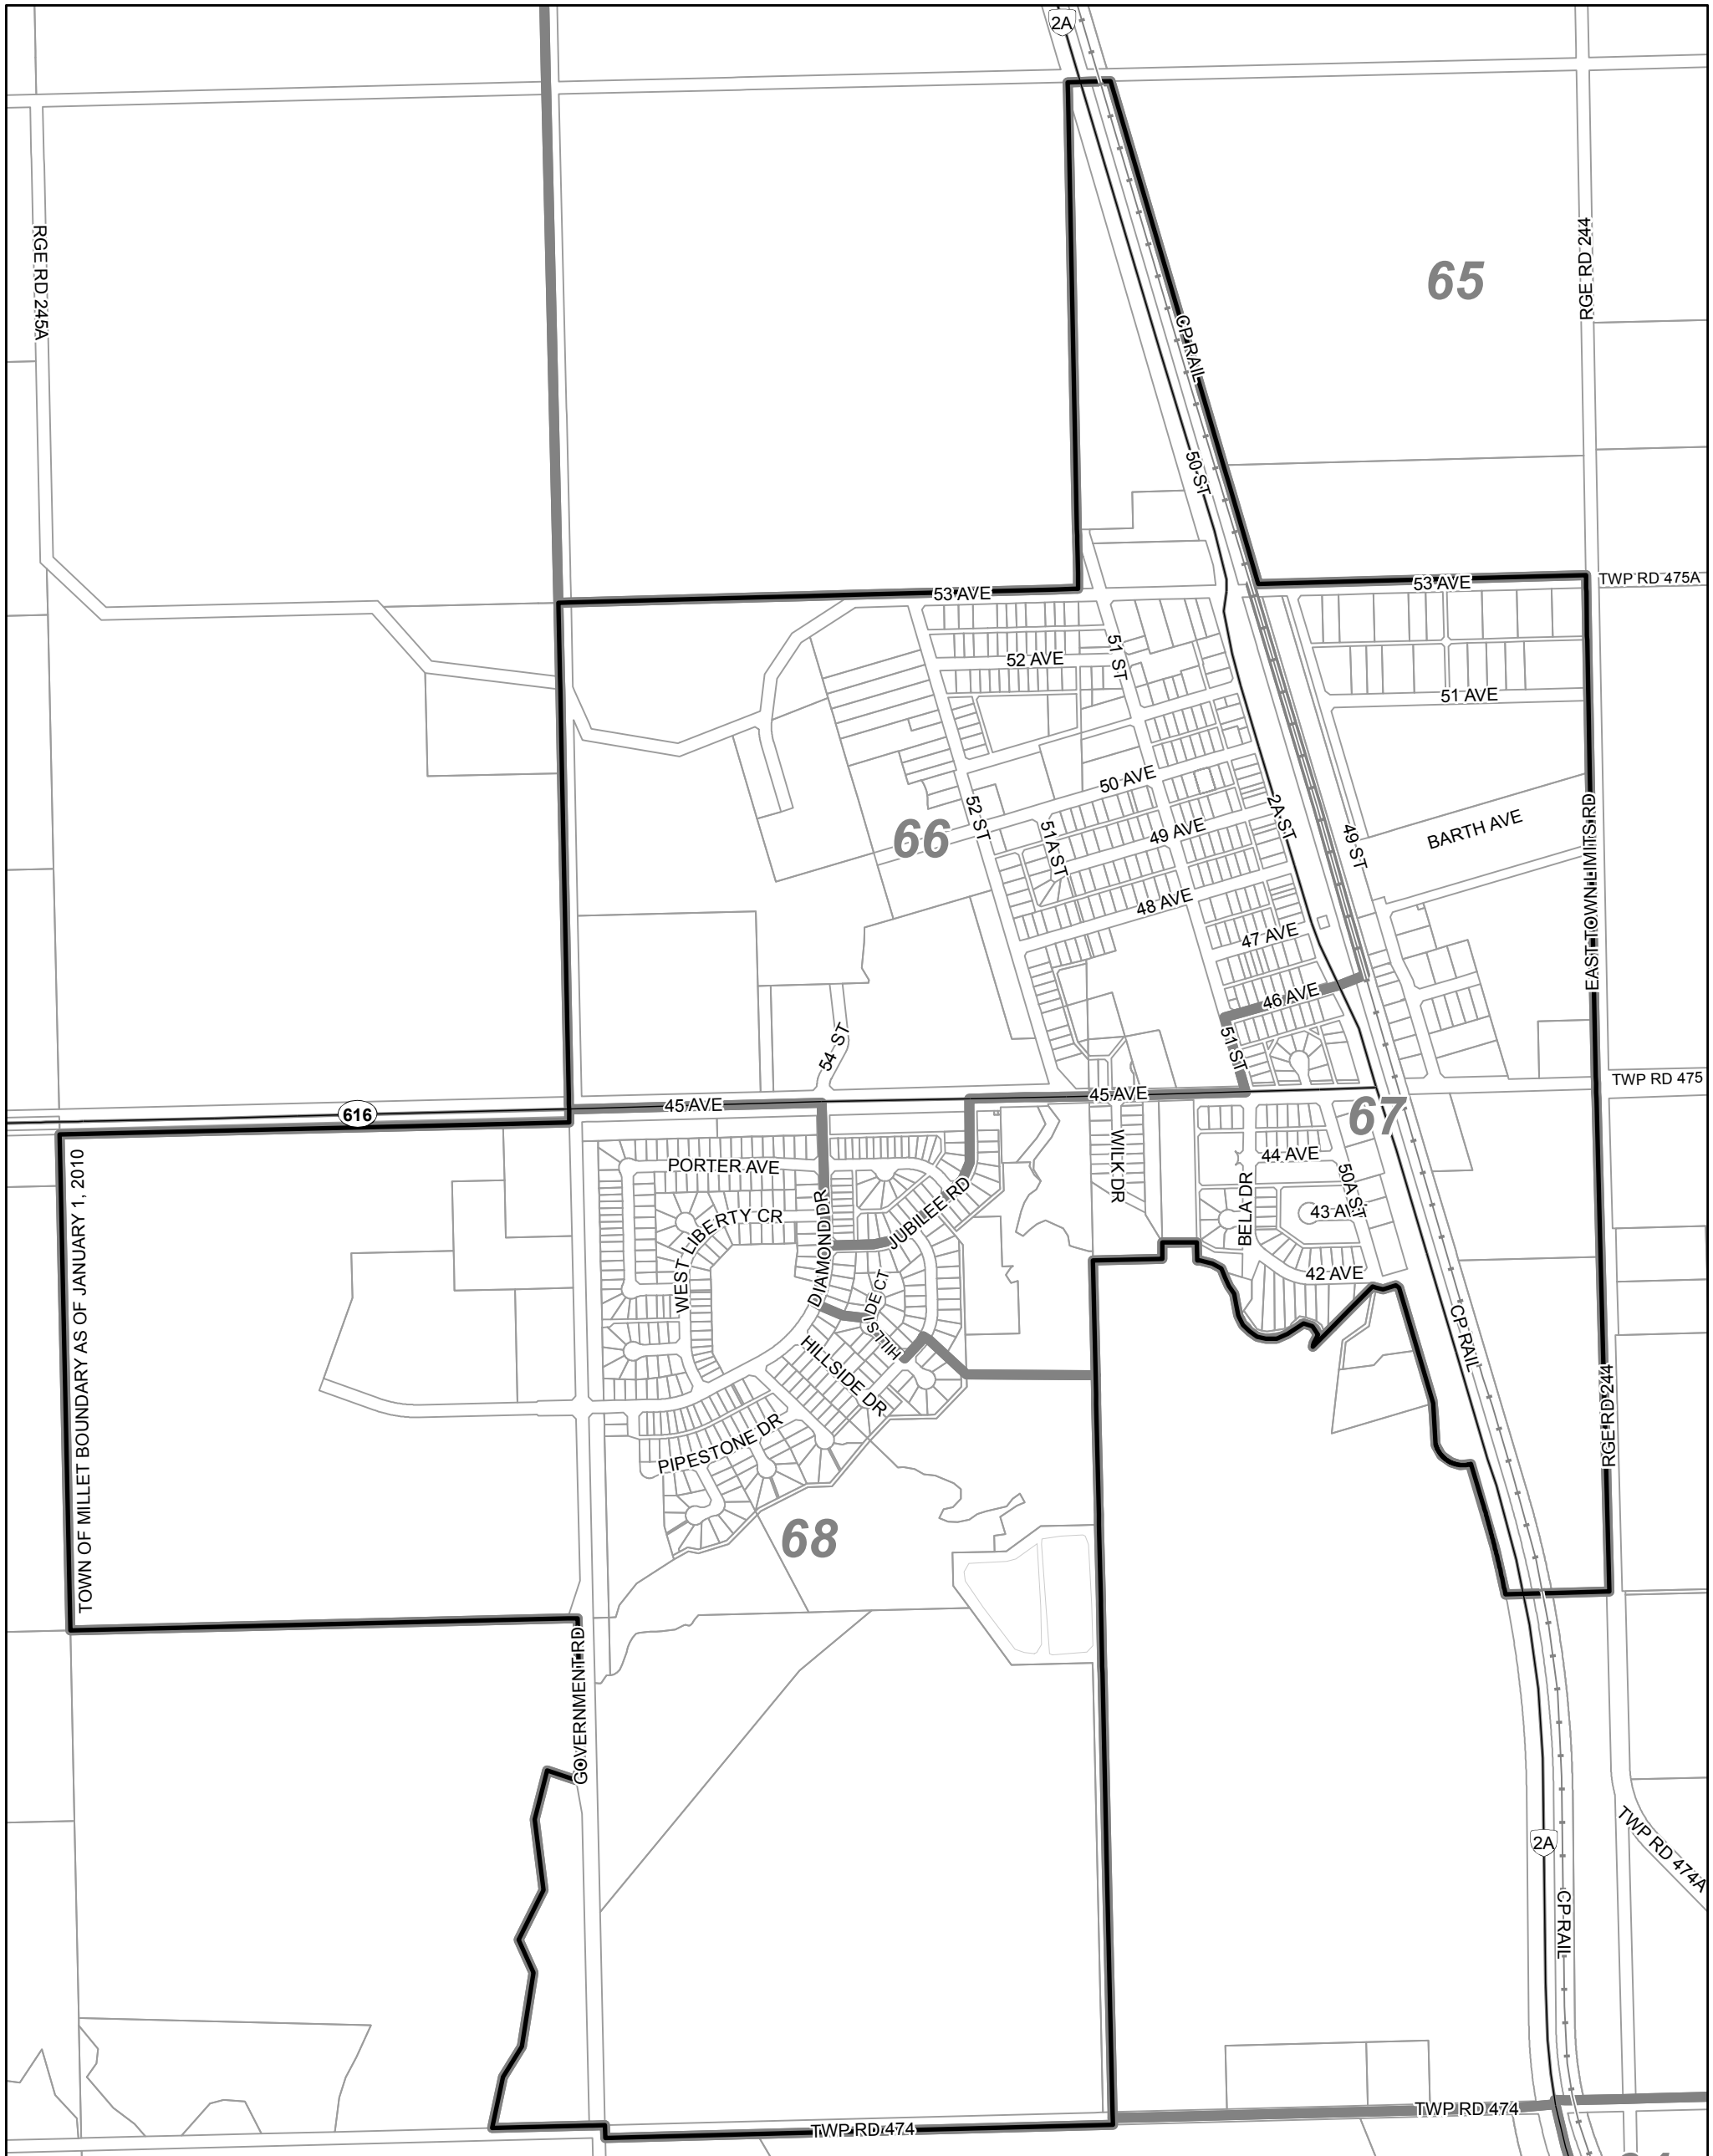 2A
RGE RD 245A
RGE RD 244
65
CP RAIL
50 ST
53 AVE
53 AVE
TWP RD 475A
51 ST
52 AVE
51 AVE
50 AVE
52 ST
51A ST
49 AVE
2A ST
49 ST
BARTH AVE
66
48 AVE
47 AVE
EAST TOWN LIMITS RD
46 AVE
54 ST
51 ST
TWP RD 475
616
45 AVE
45 AVE
67
TOWN OF MILLET BOUNDARY AS OF JANUARY 1, 2010
PORTER AVE
WILK DR
44 AVE
50A ST
DIAMOND DR
JUBILEE RD
BELA DR
43 AVE
WEST LIBERTY CR
HILLSIDE CT
42 AVE
CP RAIL
HILLSIDE DR
RGE RD 244
PIPESTONE DR
68
GOVERNMENT RD
2A
TWP RD 474A
CP RAIL
TWP RD 474
TWP RD 474